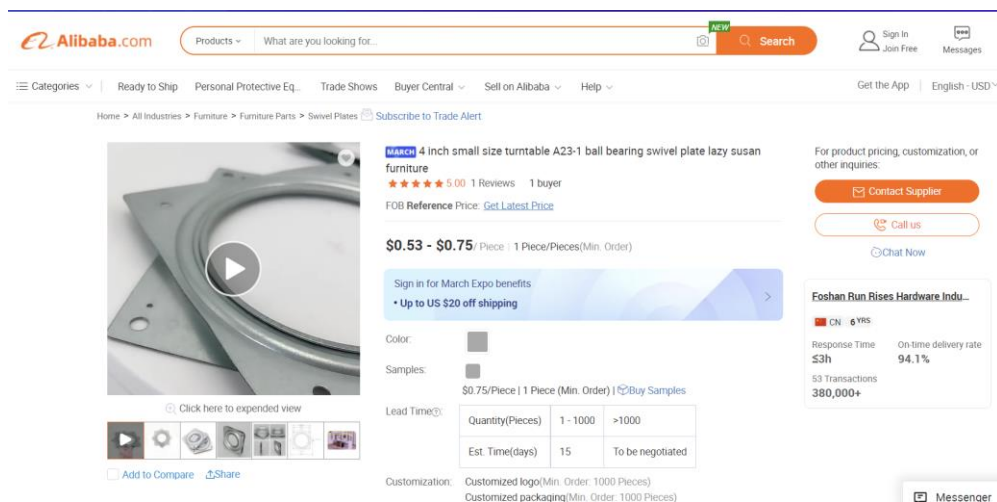 Alibaba.com
Products
What are you looking for...
NEW
Search
Sign In
Join Free
Messages
Categories
Ready to Ship
Personal Protective Eq...
Trade Shows
Buyer Central
Sell on Alibaba
Help
Get the App
English - USD
Home > All Industries > Furniture > Furniture Parts > Swivel Plates
Subscribe to Trade Alert
MARCH 4 inch small size turntable A23-1 ball bearing swivel plate lazy susan
furniture
5.00 1 Reviews 1 buyer
FOB Reference Price: Get Latest Price
$0.53 - $0.75/ Piece | 1 Piece/Pieces(Min. Order)
Sign in for March Expo benefits
• Up to US $20 off shipping
Color:
Samples:
$0.75/Piece | 1 Piece (Min. Order) | Buy Samples
Lead Time:
Quantity(Pieces) 1 - 1000 >1000
Est. Time(days) 15 To be negotiated
Customization: Customized logo(Min. Order: 1000 Pieces)
Customized packaging(Min. Order: 1000 Pieces)
Click here to expended view
Add to Compare Share
For product pricing, customization, or
other inquiries:
Contact Supplier
Call us
Chat Now
Foshan Run Rises Hardware Indu...
CN 6 YRS
Response Time On-time delivery rate
≤3h 94.1%
53 Transactions
380,000+
Messenger